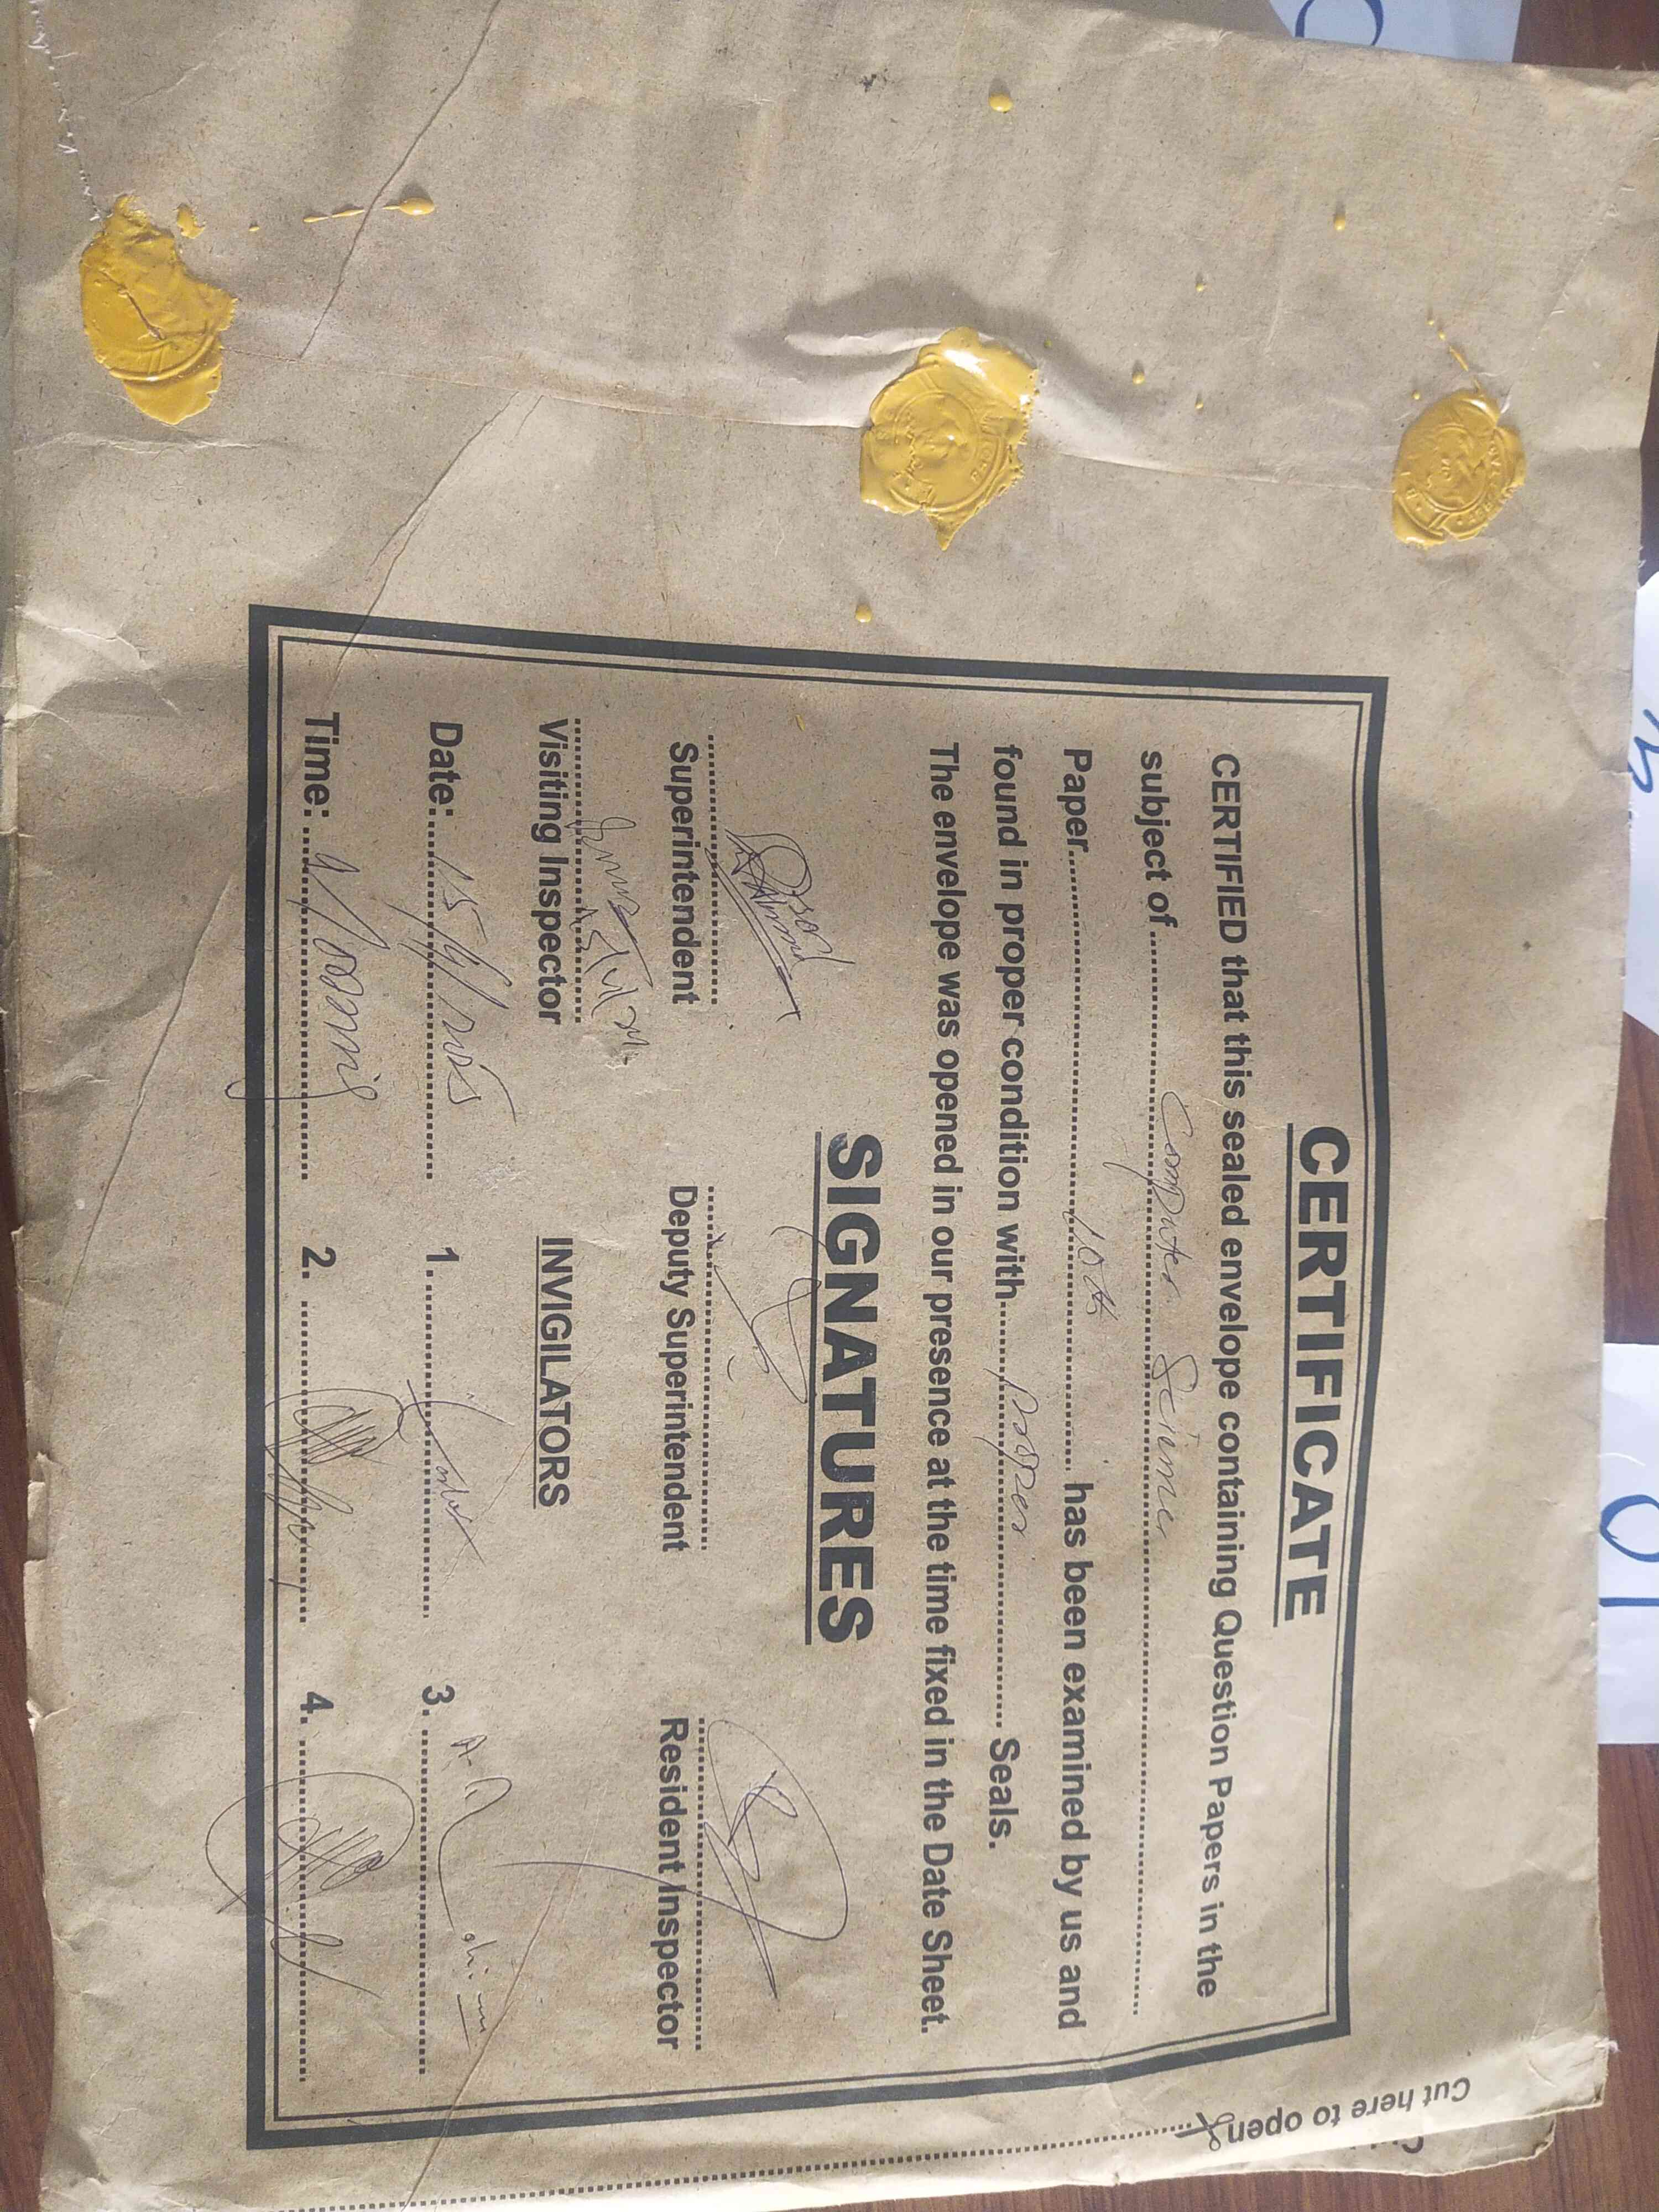 CERTIFICATE
CERTIFIED that this sealed envelope containing Question Papers in the
subject of Computer Science
Paper 10th has been examined by us and
found in proper condition with proper Seals.
The envelope was opened in our presence at the time fixed in the Date Sheet.
SIGNATURES
Superintendent Deputy Superintendent Resident Inspector
Visiting Inspector INVIGILATORS
Date: 1. 3.
Time: 2. 4.
Cut here to open